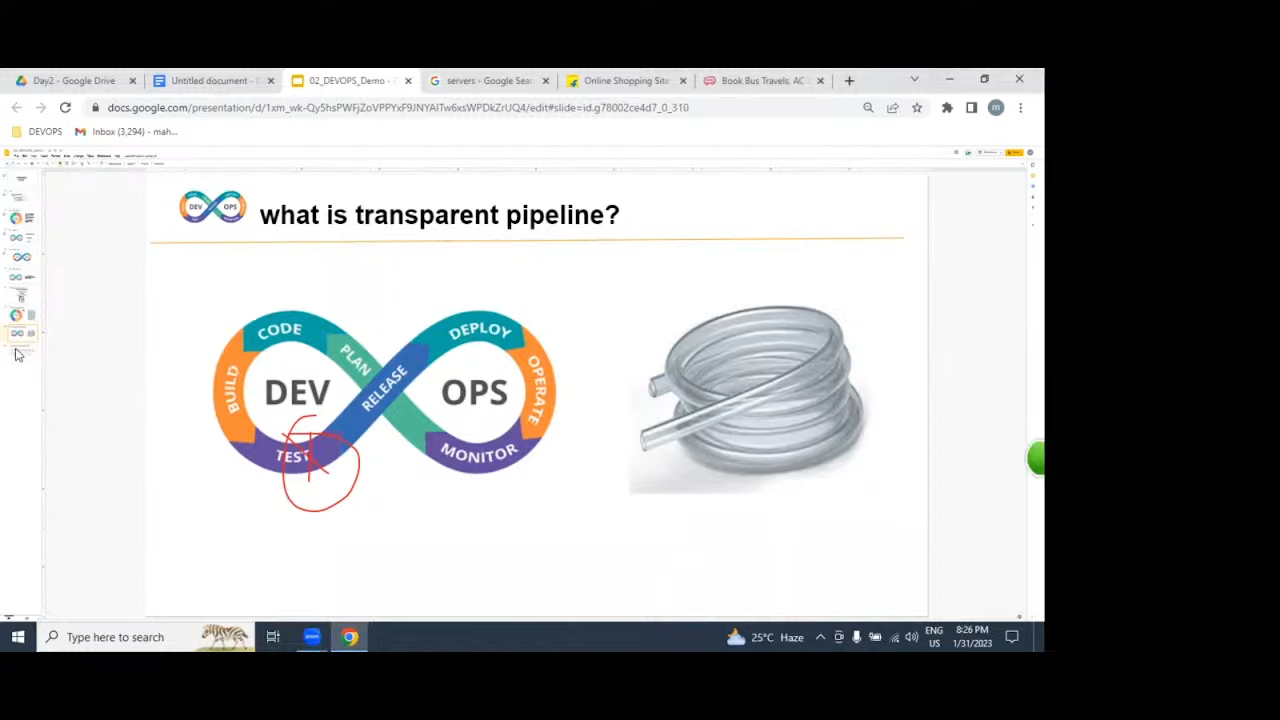 Day2 - Google Drive
Untitled document - G
02_DEVOPS_Demo - G
servers - Google Sear
Online Shopping Site
Book Bus Travels, AC
docs.google.com/presentation/d/1xm_wk-Qy5hsPWFjZoVPPYxF9JNYAITw6xsWPDkZrUQ4/edit#slide=id.g78002ce4d7_0_310
m
DEVOPS
Inbox (3,294) - mah...
DEV OPS
what is transparent pipeline?
CODE
PLAN
BUILD
DEV
TEST
RELEASE
DEPLOY
OPS
OPERATE
MONITOR
Type here to search
25°C Haze
ENG
US
8:26 PM
1/31/2023